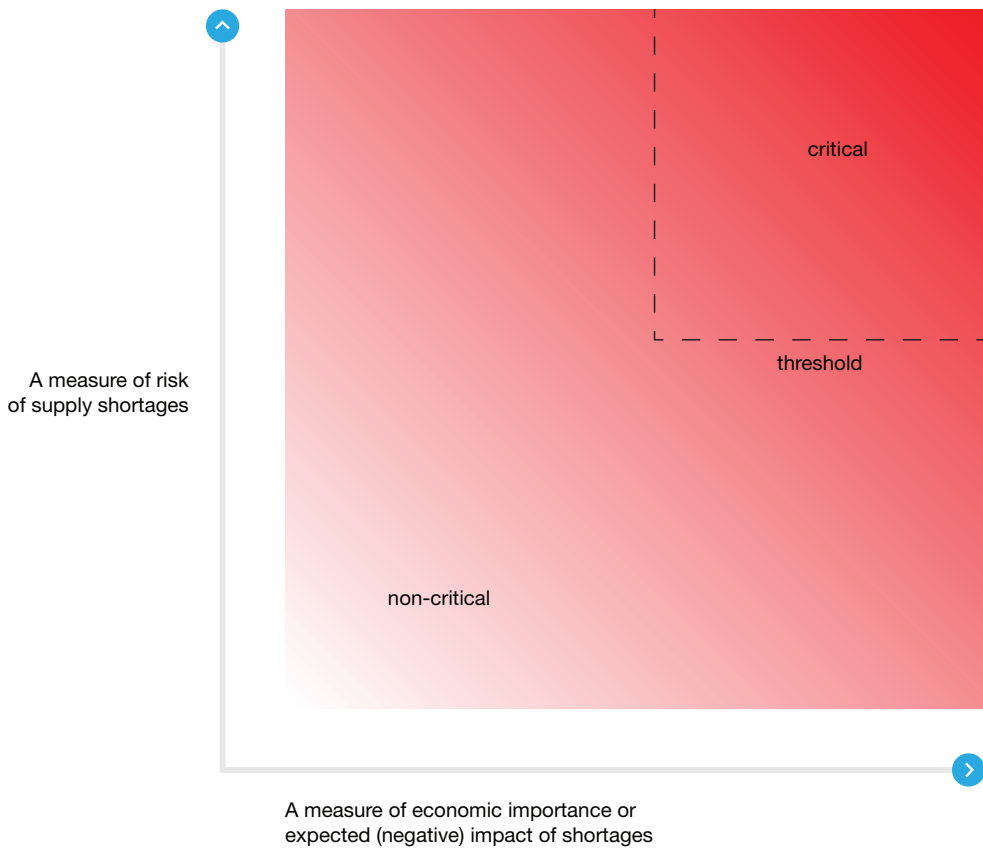 critical
threshold
A measure of risk
of supply shortages
non-critical
A measure of economic importance or
expected (negative) impact of shortages